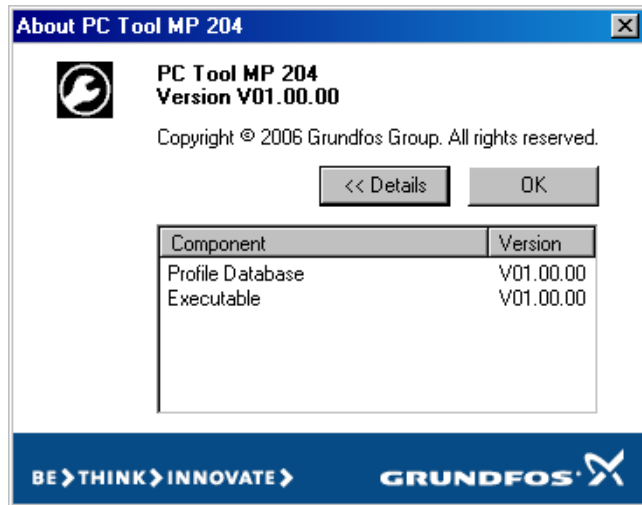 About PC Tool MP 204
PC Tool MP 204
Version V01.00.00
Copyright © 2006 Grundfos Group. All rights reserved.
<< Details OK
Component Version
Profile Database V01.00.00
Executable V01.00.00
BE>THINK>INNOVATE> GRUNDFOS